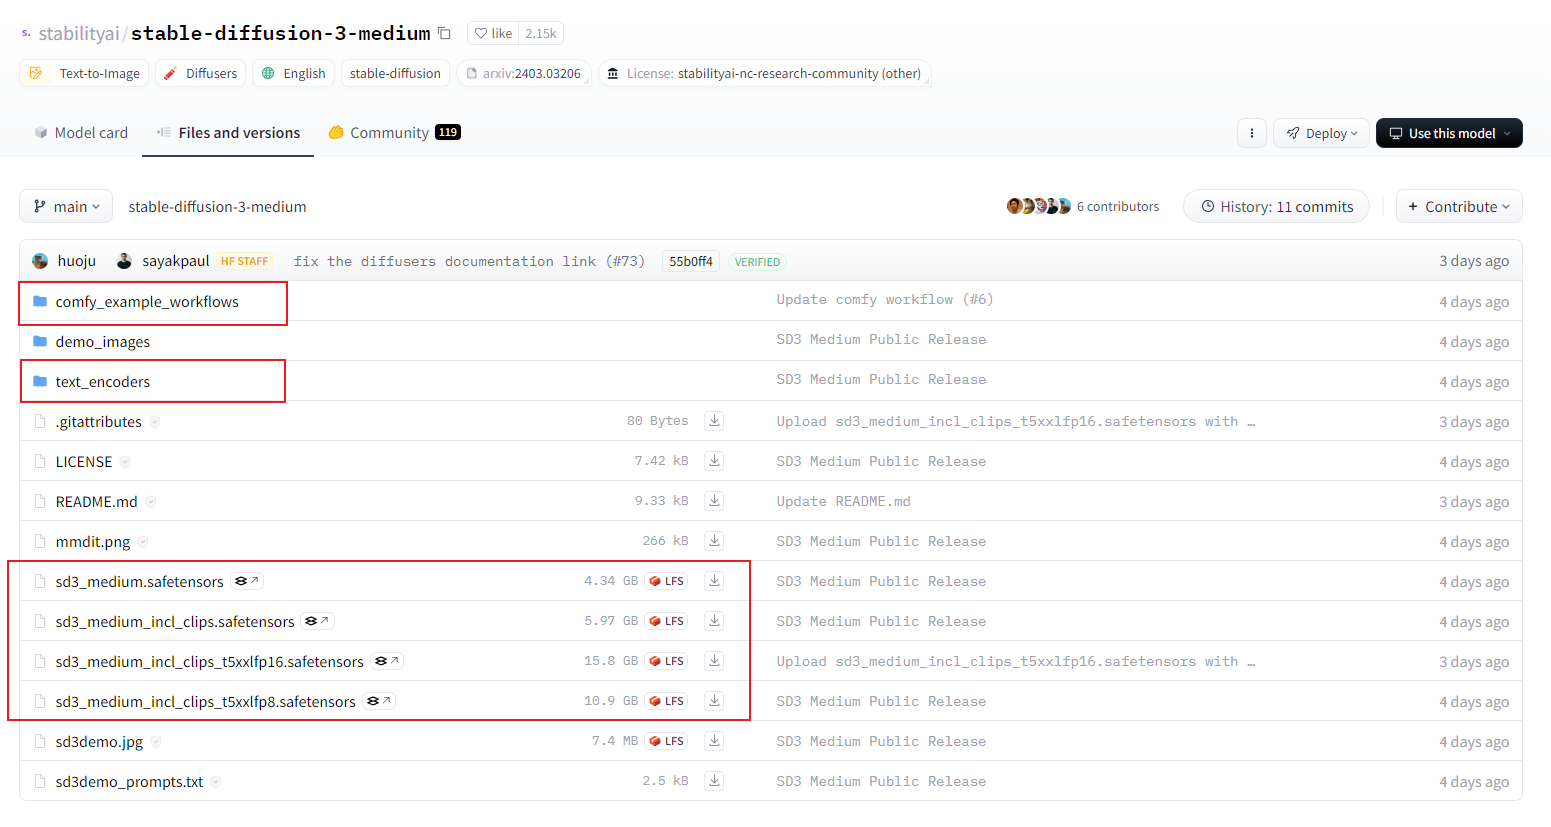 s. stabilityai/stable-diffusion-3-medium like 2.15k
Text-to-Image Diffusers English stable-diffusion arxiv:2403.03206 License: stabilityai-nc-research-community (other)
Model card Files and versions Community 119 Deploy Use this model
main stable-diffusion-3-medium 6 contributors History: 11 commits + Contribute
huoju sayakpaul HF STAFF fix the diffusers documentation link (#73) 55b0ff4 VERIFIED 3 days ago
comfy_example_workflows Update comfy workflow (#6) 4 days ago
demo_images SD3 Medium Public Release 4 days ago
text_encoders SD3 Medium Public Release 4 days ago
.gitattributes 80 Bytes Upload sd3_medium_incl_clips_t5xxlfp16.safetensors with … 3 days ago
LICENSE 7.42 kB SD3 Medium Public Release 4 days ago
README.md 9.33 kB Update README.md 3 days ago
mmdit.png 266 kB SD3 Medium Public Release 4 days ago
sd3_medium.safetensors 4.34 GB LFS SD3 Medium Public Release 4 days ago
sd3_medium_incl_clips.safetensors 5.97 GB LFS SD3 Medium Public Release 4 days ago
sd3_medium_incl_clips_t5xxlfp16.safetensors 15.8 GB LFS Upload sd3_medium_incl_clips_t5xxlfp16.safetensors with … 3 days ago
sd3_medium_incl_clips_t5xxlfp8.safetensors 10.9 GB LFS SD3 Medium Public Release 4 days ago
sd3demo.jpg 7.4 MB LFS SD3 Medium Public Release 4 days ago
sd3demo_prompts.txt 2.5 kB SD3 Medium Public Release 4 days ago